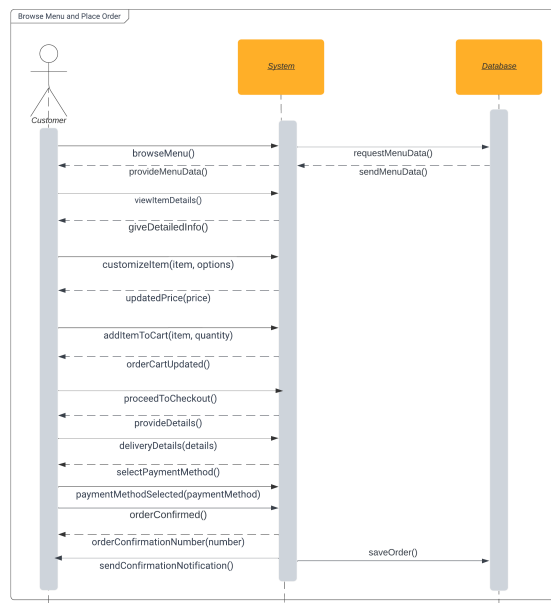 Browse Menu and Place Order
System
Database
Customer
browseMenu()
requestMenuData()
provideMenuData()
sendMenuData()
viewItemDetails()
giveDetailedInfo()
customizeItem(item, options)
updatedPrice(price)
addItemToCart(item, quantity)
orderCartUpdated()
proceedToCheckout()
provideDetails()
deliveryDetails(details)
selectPaymentMethod()
paymentMethodSelected(paymentMethod)
orderConfirmed()
orderConfirmationNumber(number)
saveOrder()
sendConfirmationNotification()